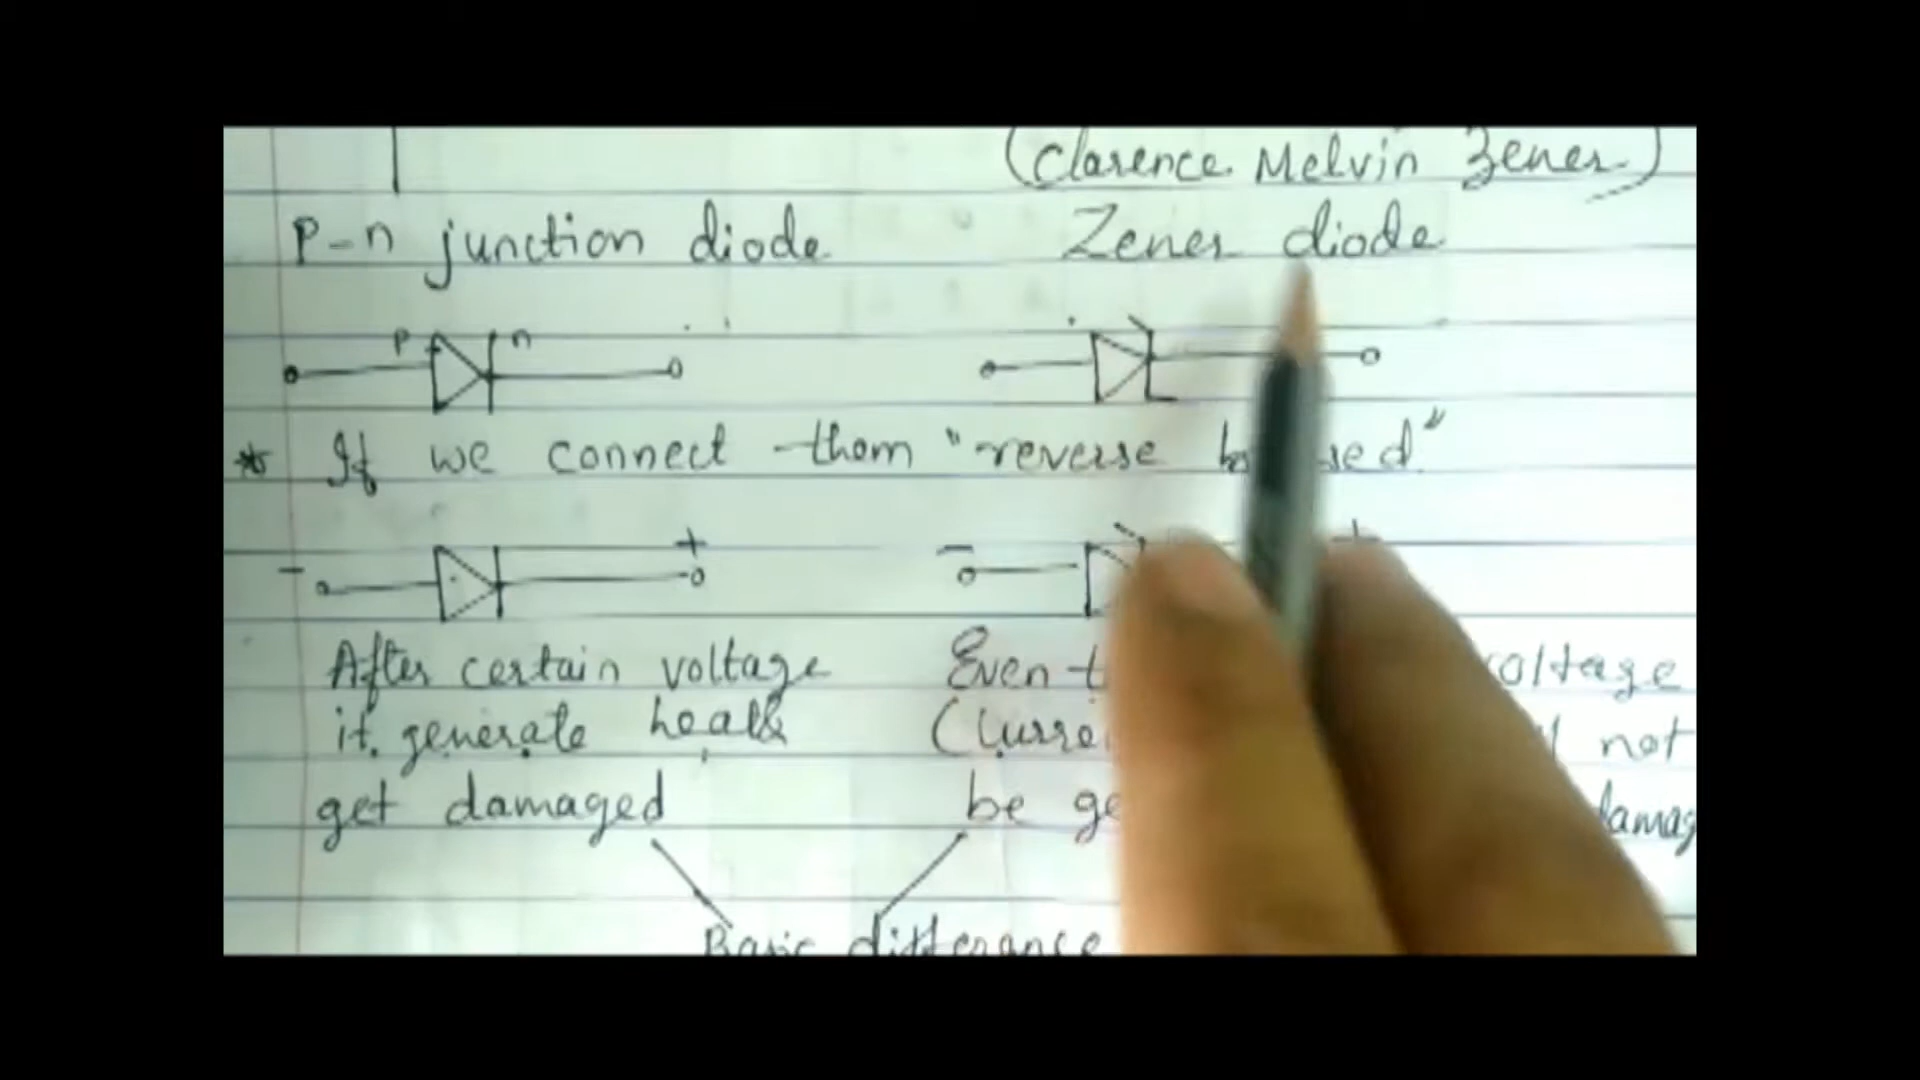 (Clarence Melvin Zener)
P-n junction diode Zener diode
P n
* If we connect them "reverse
- + - +
After certain voltage Even voltage
it. generate heat& not
get damaged be
Basic difference